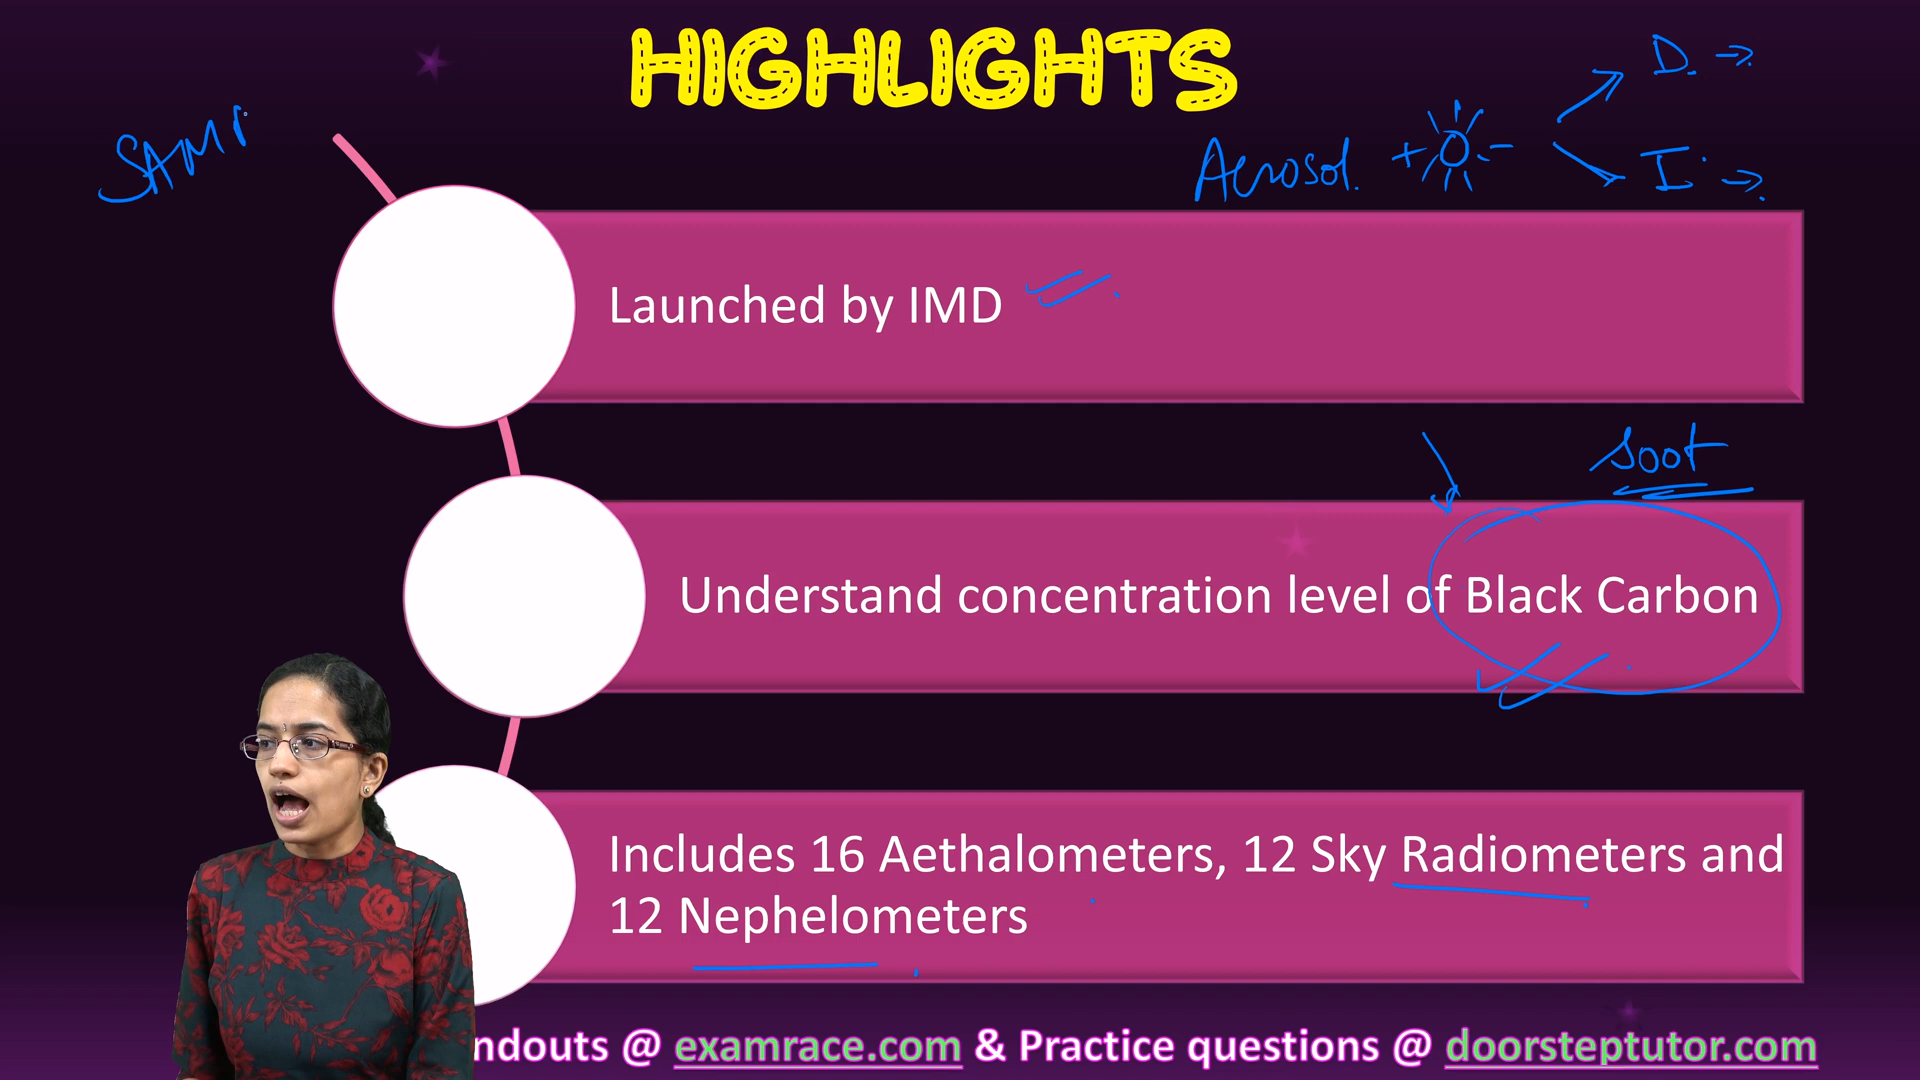 HIGHLIGHTS
D. →
SAM
Aerosol + -
I →
Launched by IMD
soot
Understand concentration level of Black Carbon
Includes 16 Aethalometers, 12 Sky Radiometers and
12 Nephelometers
ndouts @ examrace.com & Practice questions @ doorsteptutor.com